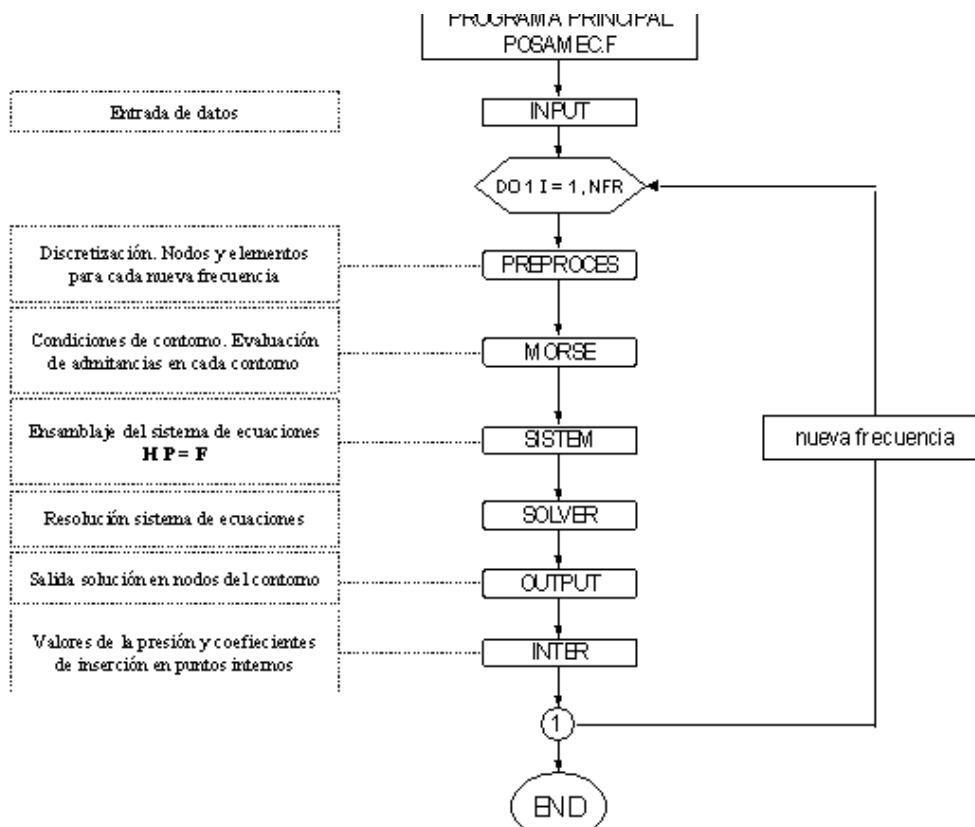 PROGRAMA PRINCIPAL
POSAMEC.F
Entrada de datos
INPUT
DO 1 I = 1, NFR
Discretización. Nodos y elementos
para cada nueva frecuencia
PREPROCES
Condiciones de contorno. Evaluación
de admitancias en cada contorno
MORSE
Ensamblaje del sistema de ecuaciones
H P = F
SISTEM
nueva frecuencia
Resolución sistema de ecuaciones
SOLVER
Salida solución en nodos del contorno
OUTPUT
Valores de la presión y coefiecientes
de inserción en puntos internos
INTER
1
END